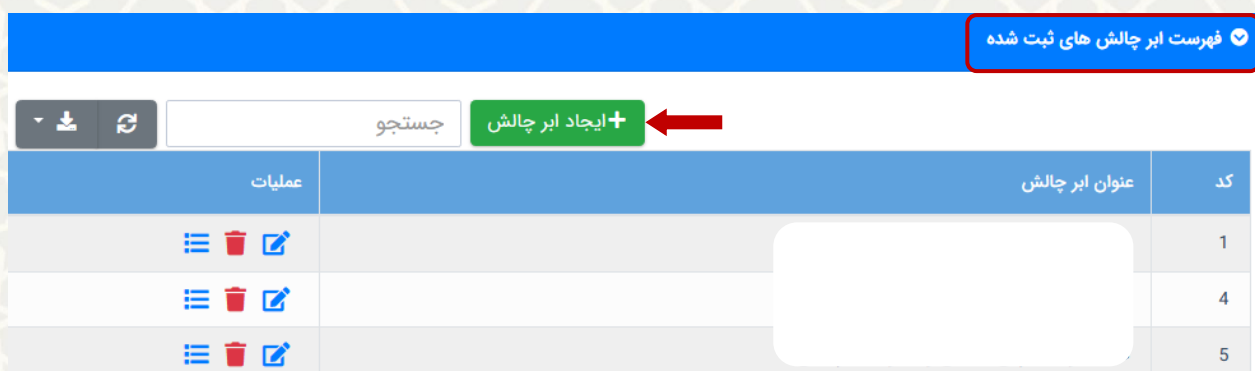 فهرست ابر چالش های ثبت شده
+ایجاد ابر چالش جستجو
کد عنوان ابر چالش عملیات
1
4
5